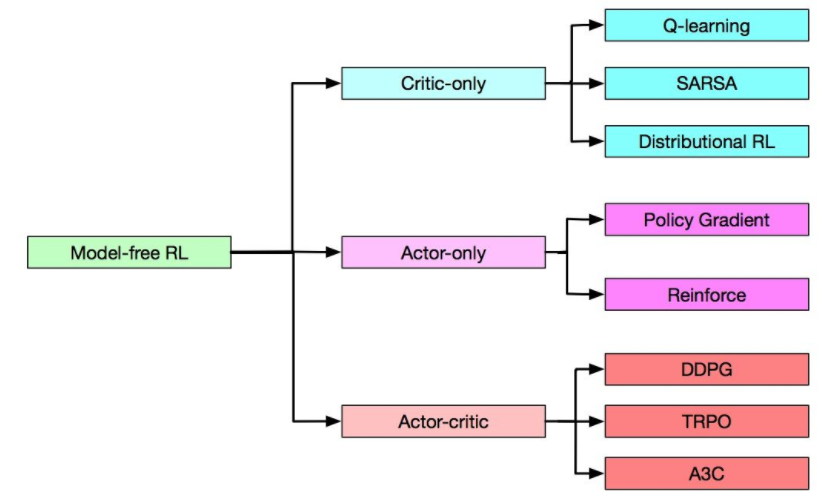 Model-free RL
Critic-only
Q-learning
SARSA
Distributional RL
Actor-only
Policy Gradient
Reinforce
Actor-critic
DDPG
TRPO
A3C